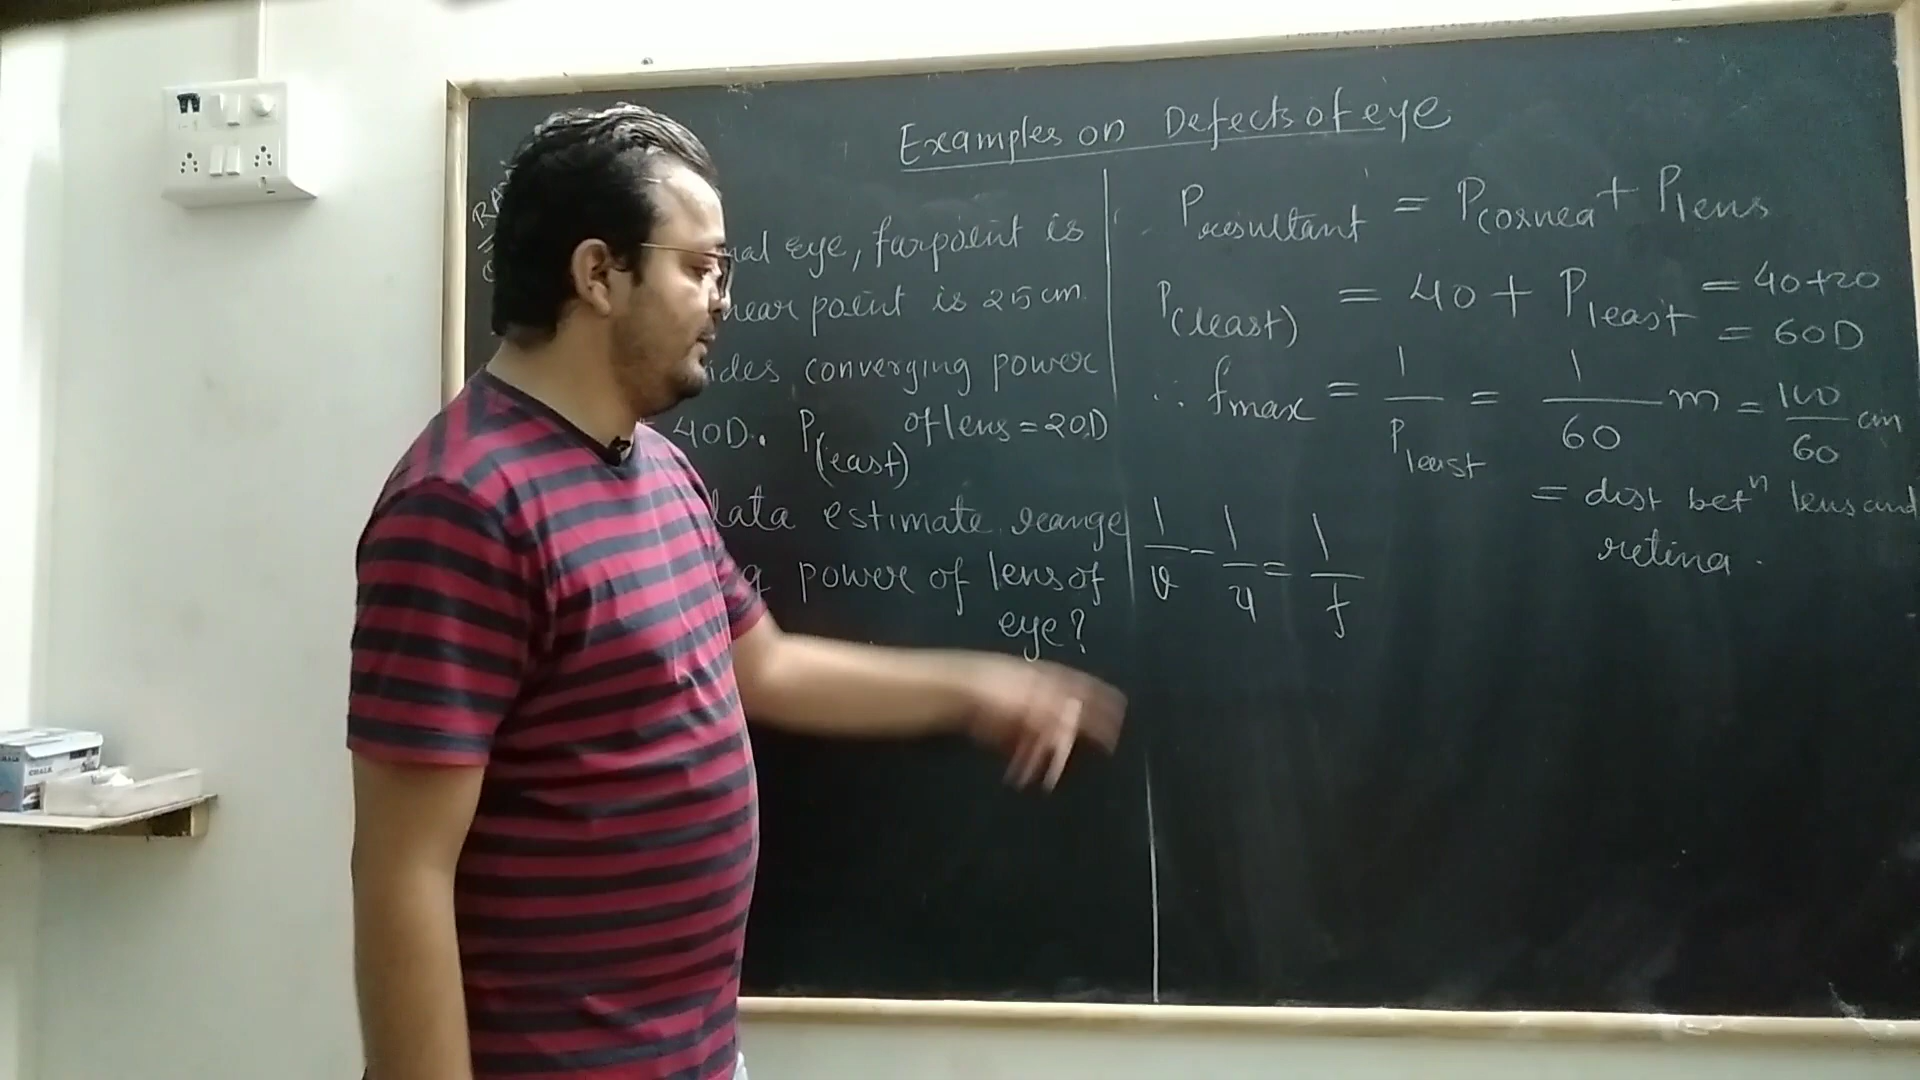 Examples on Defects of eye
nal eye, farpoint is
near point is 25 cm
ides converging power
40D. P(least) of lens = 20D
data estimate range
power of lens of
eye?
Presultant = Pcornea + Plens
P(least) = 40 + Pleast = 40+20
= 60D
∴ fmax = 1/Pleast = 1/60 m = 100/60 cm
= dist betⁿ lens and
retina.
1/v - 1/u = 1/f
CHALK